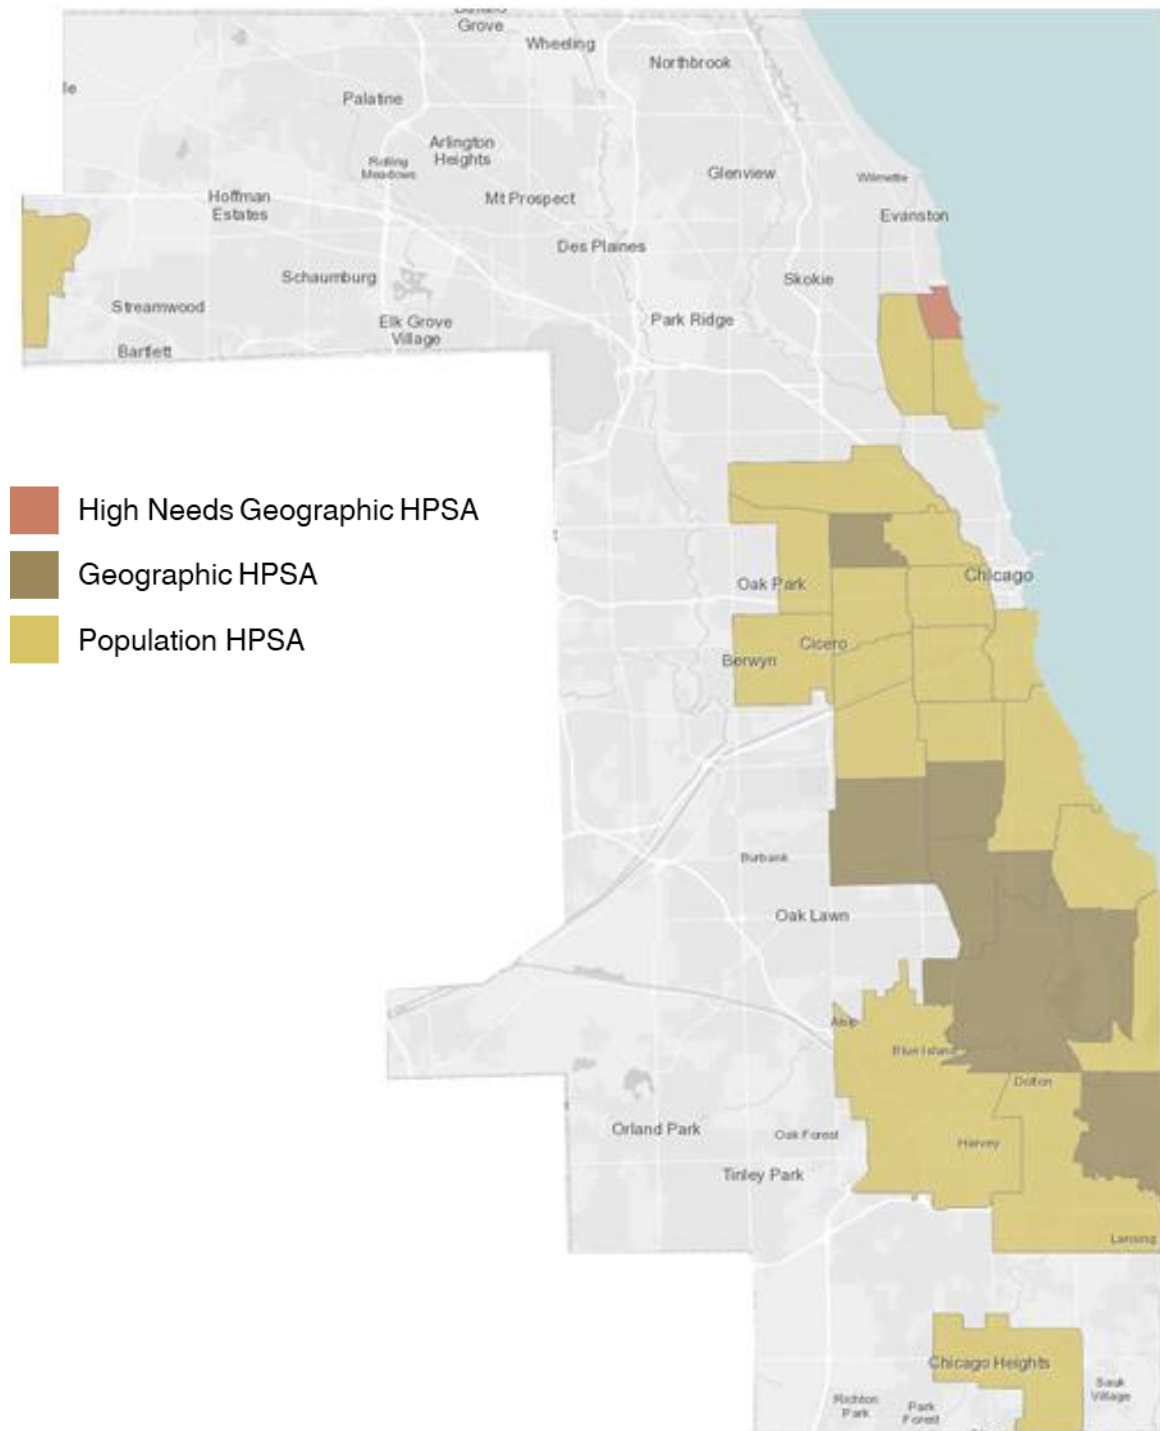 Grove
Wheeling
Northbrook
le
Palatine
Arlington
Heights
Rolling
Meadows
Glenview
Wilmette
Hoffman
Estates
Mt Prospect
Evanston
Des Plaines
Schaumburg
Skokie
Streamwood
Elk Grove
Village
Park Ridge
Bartlett
High Needs Geographic HPSA
Geographic HPSA
Population HPSA
Oak Park
Chicago
Cicero
Berwyn
Burbank
Oak Lawn
Alsip
Blue Island
Dolton
Orland Park
Oak Forest
Harvey
Tinley Park
Lansing
Chicago Heights
Sauk
Village
Richton
Park
Park
Forest